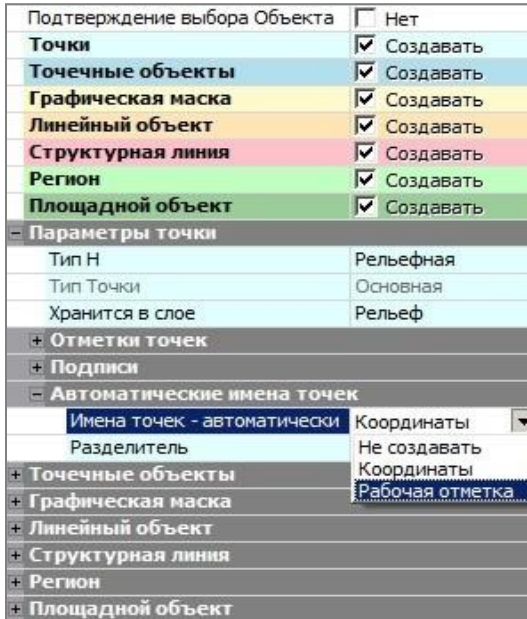 Подтверждение выбора Объекта Нет
Точки Создавать
Точечные объекты Создавать
Графическая маска Создавать
Линейный объект Создавать
Структурная линия Создавать
Регион Создавать
Площадной объект Создавать
Параметры точки
Тип Н Рельефная
Тип Точки Основная
Хранится в слое Рельеф
Отметки точек
Подписи
Автоматические имена точек
Имена точек - автоматически Координаты
Разделитель Не создавать
Точечные объекты Координаты
Графическая маска Рабочая отметка
Линейный объект
Структурная линия
Регион
Площадной объект